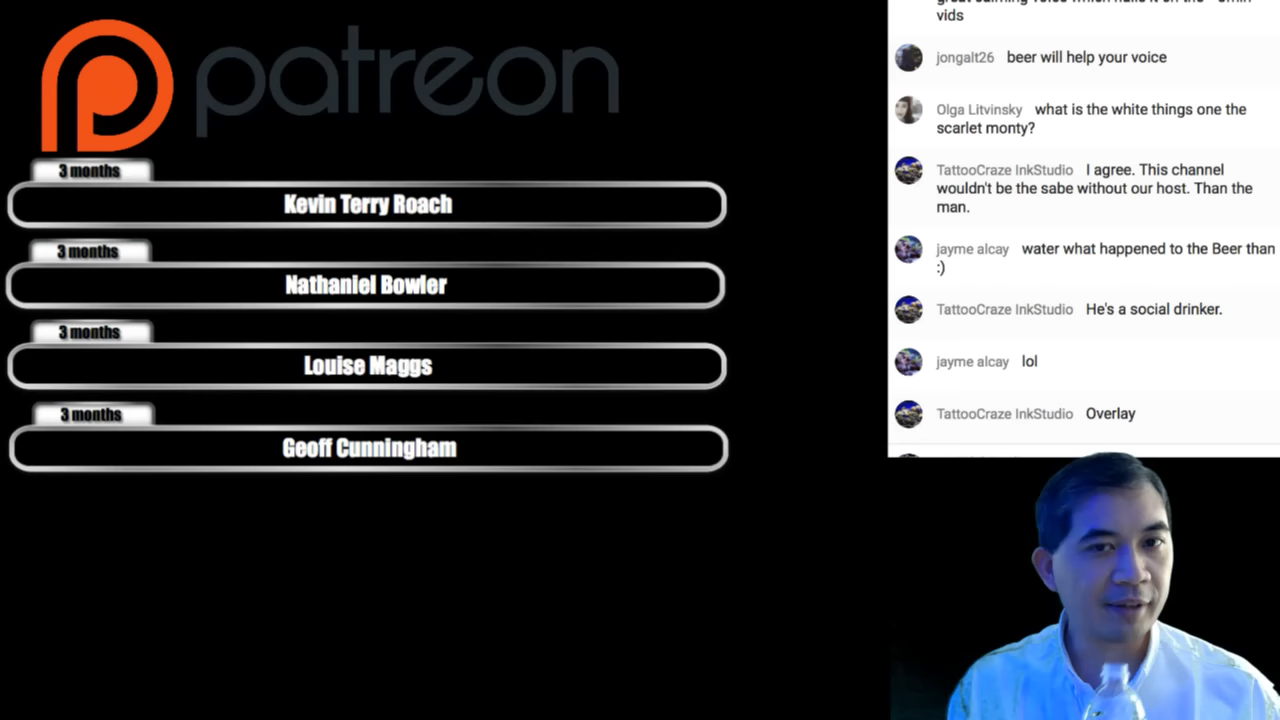 patreon
3 months
Kevin Terry Roach
3 months
Nathaniel Bowler
3 months
Louise Maggs
3 months
Geoff Cunningham
vids
jongalt26 beer will help your voice
Olga Litvinsky what is the white things one the
scarlet monty?
TattooCraze InkStudio I agree. This channel
wouldn't be the sabe without our host. Than the
man.
jayme alcay water what happened to the Beer than
:)
TattooCraze InkStudio He's a social drinker.
jayme alcay lol
TattooCraze InkStudio Overlay